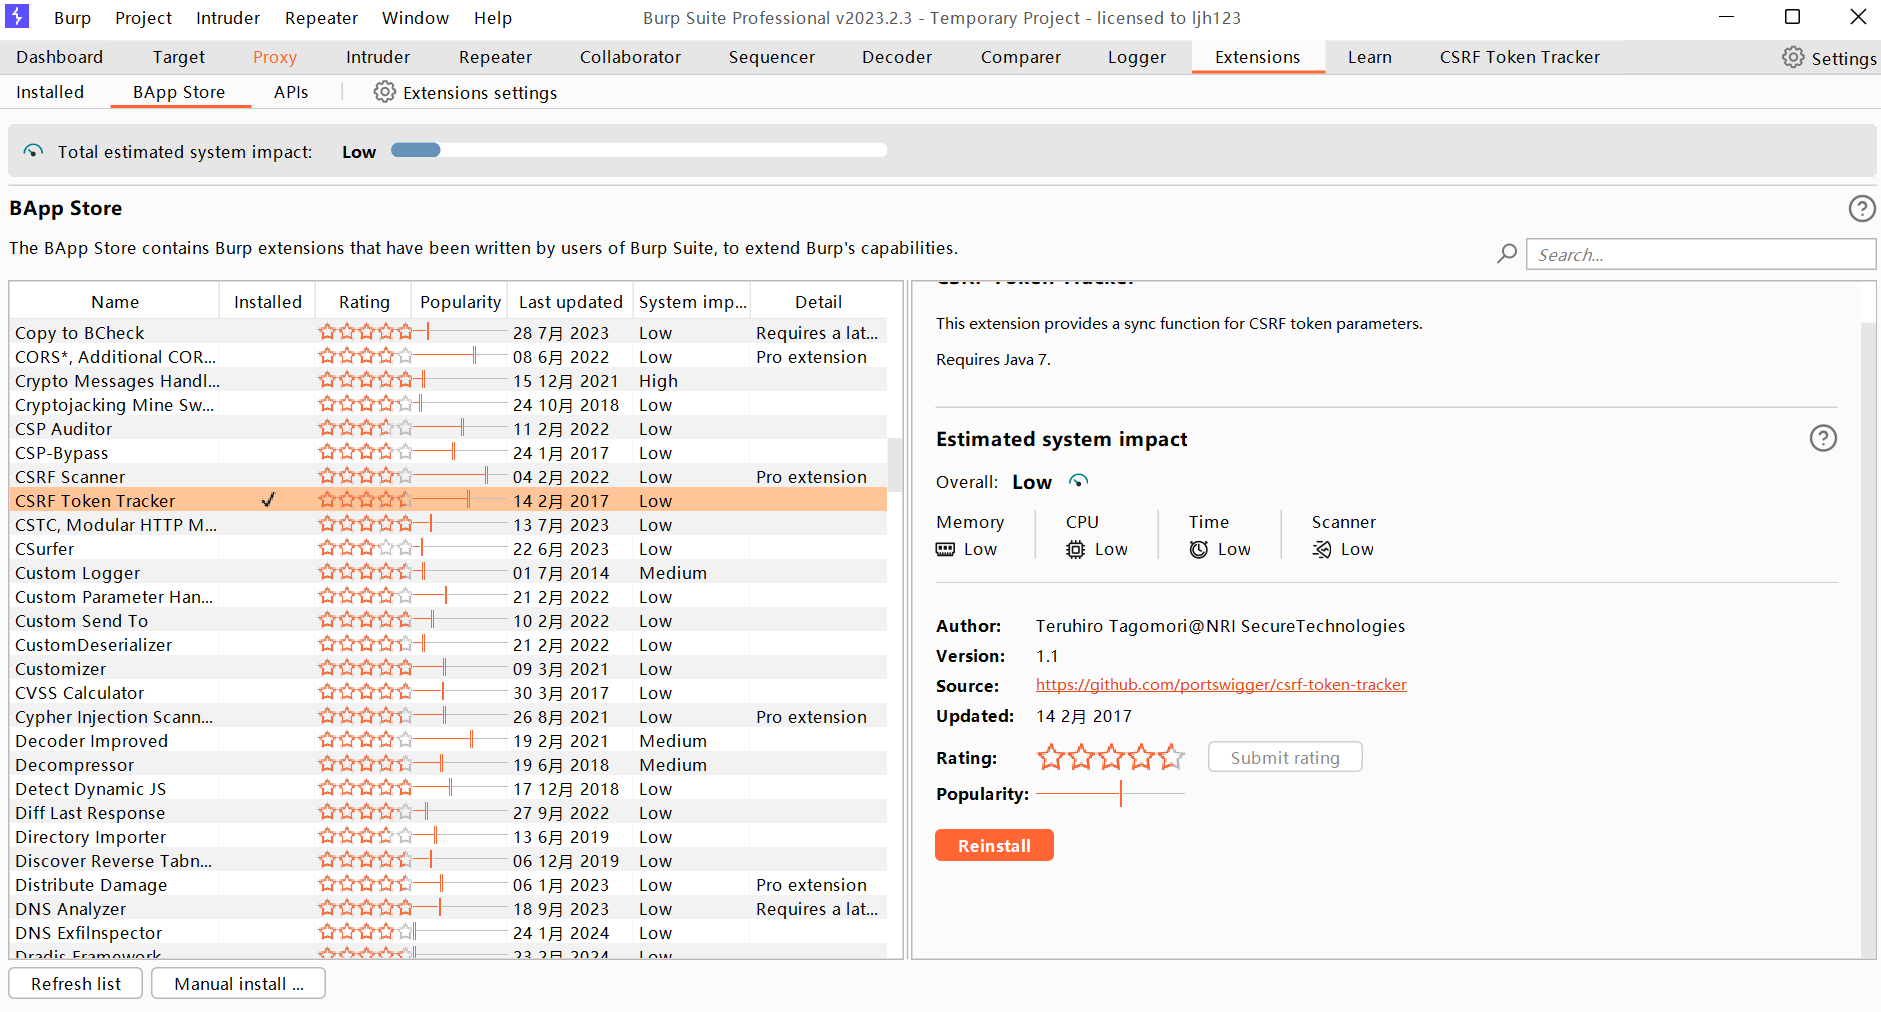 Burp Project Intruder Repeater Window Help Burp Suite Professional v2023.2.3 - Temporary Project - licensed to ljh123
Dashboard Target Proxy Intruder Repeater Collaborator Sequencer Decoder Comparer Logger Extensions Learn CSRF Token Tracker Settings
Installed BApp Store APIs Extensions settings
Total estimated system impact: Low
BApp Store
The BApp Store contains Burp extensions that have been written by users of Burp Suite, to extend Burp's capabilities.
Search...
Name Installed Rating Popularity Last updated System imp... Detail
Copy to BCheck 28 7月 2023 Low Requires a lat...
CORS*, Additional COR... 08 6月 2022 Low Pro extension
Crypto Messages Handl... 15 12月 2021 High
Cryptojacking Mine Sw... 24 10月 2018 Low
CSP Auditor 11 2月 2022 Low
CSP-Bypass 24 1月 2017 Low
CSRF Scanner 04 2月 2022 Low Pro extension
CSRF Token Tracker 14 2月 2017 Low
CSTC, Modular HTTP M... 13 7月 2023 Low
CSurfer 22 6月 2023 Low
Custom Logger 01 7月 2014 Medium
Custom Parameter Han... 21 2月 2022 Low
Custom Send To 10 2月 2022 Low
CustomDeserializer 21 2月 2022 Low
Customizer 09 3月 2021 Low
CVSS Calculator 30 3月 2017 Low
Cypher Injection Scann... 26 8月 2021 Low Pro extension
Decoder Improved 19 2月 2021 Medium
Decompressor 19 6月 2018 Medium
Detect Dynamic JS 17 12月 2018 Low
Diff Last Response 27 9月 2022 Low
Directory Importer 13 6月 2019 Low
Discover Reverse Tabn... 06 12月 2019 Low
Distribute Damage 06 1月 2023 Low Pro extension
DNS Analyzer 18 9月 2023 Low Requires a lat...
DNS Exfilnspector 24 1月 2024 Low
Dradis Framework 23 2月 2024 Low
CSRF Token Tracker
This extension provides a sync function for CSRF token parameters.
Requires Java 7.
Estimated system impact
Overall: Low
Memory CPU Time Scanner
Low Low Low Low
Author: Teruhiro Tagomori@NRI SecureTechnologies
Version: 1.1
Source: https://github.com/portswigger/csrf-token-tracker
Updated: 14 2月 2017
Rating: Submit rating
Popularity:
Reinstall
Refresh list Manual install ...